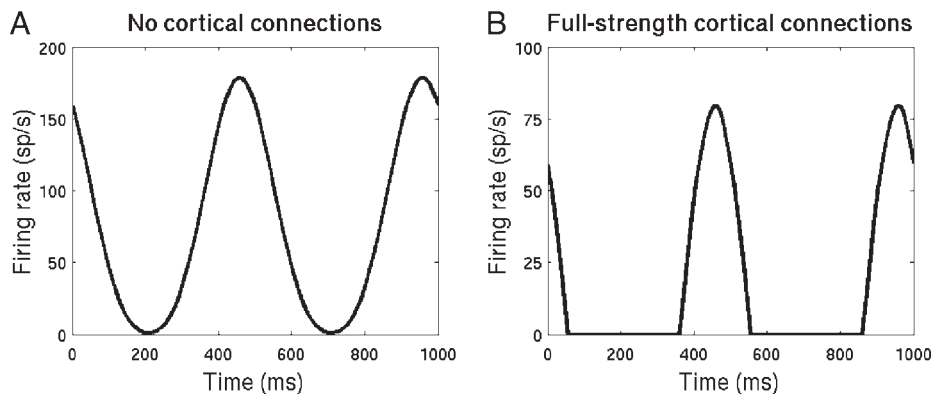 A
No cortical connections
200
150
100
50
0
Firing rate (sp/s)
0 200 400 600 800 1000
Time (ms)
B
Full-strength cortical connections
100
75
50
25
0
Firing rate (sp/s)
0 200 400 600 800 1000
Time (ms)